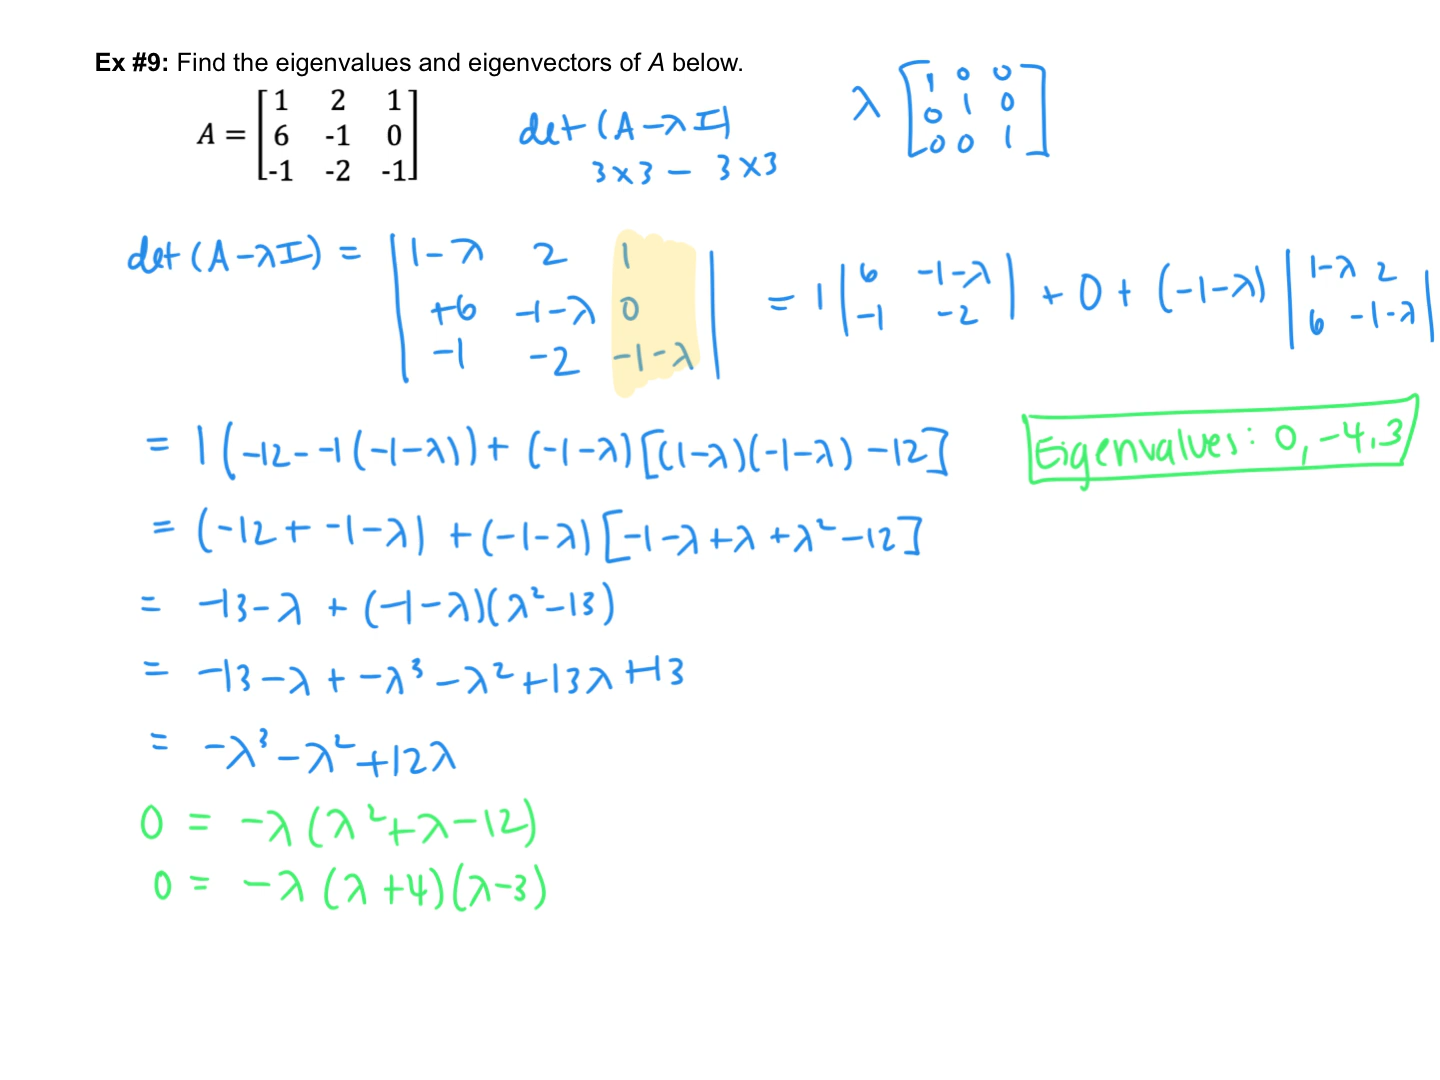 Ex #9: Find the eigenvalues and eigenvectors of A below.
A = [1 2 1
6 -1 0
-1 -2 -1]
det (A-λI)
3x3 - 3x3
λ [1 0 0
0 1 0
0 0 1]
det (A-λI) = |1-λ 2 1
+6 -1-λ 0
-1 -2 -1-λ| = 1 |6 -1-λ
-1 -2| + 0 + (-1-λ) |1-λ 2
6 -1-λ|
= 1(-12--1(-1-λ)) + (-1-λ)[(1-λ)(-1-λ)-12]
Eigenvalues: 0, -4, 3
= (-12 + -1-λ) + (-1-λ)[-1-λ+λ+λ²-12]
= -13-λ + (-1-λ)(λ²-13)
= -13-λ + -λ³-λ²+13λ+13
= -λ³-λ²+12λ
0 = -λ(λ²+λ-12)
0 = -λ(λ+4)(λ-3)